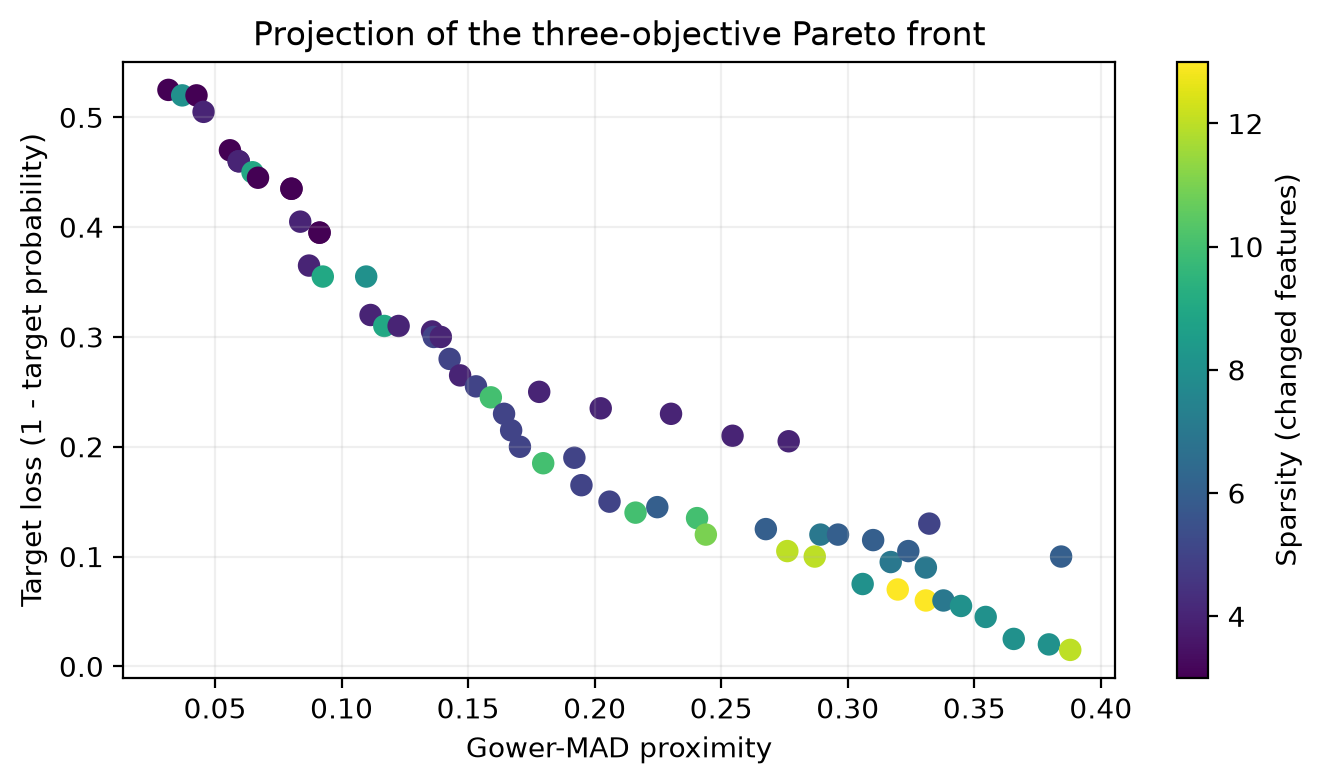 Projection of the three-objective Pareto front
Target loss (1 - target probability)
0.5
0.4
0.3
0.2
0.1
0.0
0.05 0.10 0.15 0.20 0.25 0.30 0.35 0.40
Gower-MAD proximity
12
10
8
6
4
Sparsity (changed features)